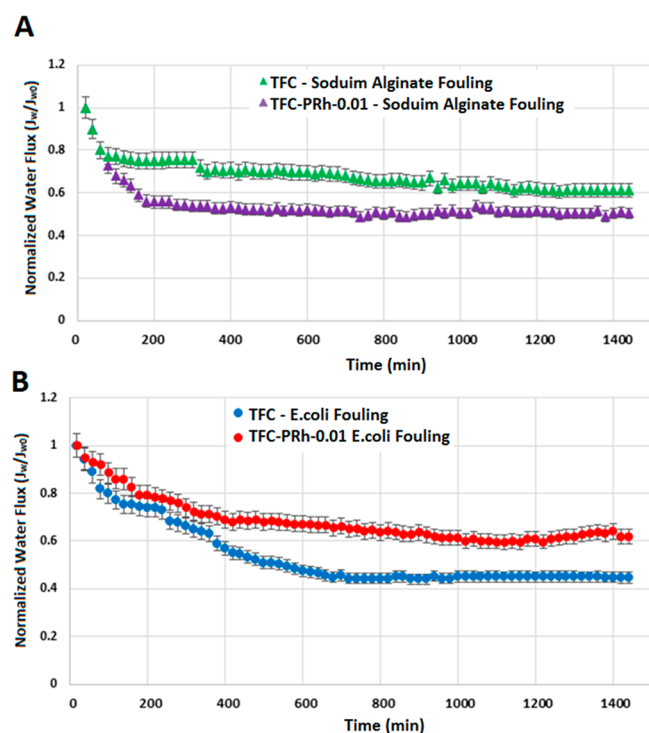 A
1.2
1
0.8
0.6
0.4
0.2
0
Normalized Water Flux (Jw/Jw0)
TFC - Soduim Alginate Fouling
TFC-PRh-0.01 - Soduim Alginate Fouling
0 200 400 600 800 1000 1200 1400
Time (min)
B
1.2
1
0.8
0.6
0.4
0.2
0
Normalized Water Flux (Jw/Jw0)
TFC - E.coli Fouling
TFC-PRh-0.01 E.coli Fouling
0 200 400 600 800 1000 1200 1400
Time (min)